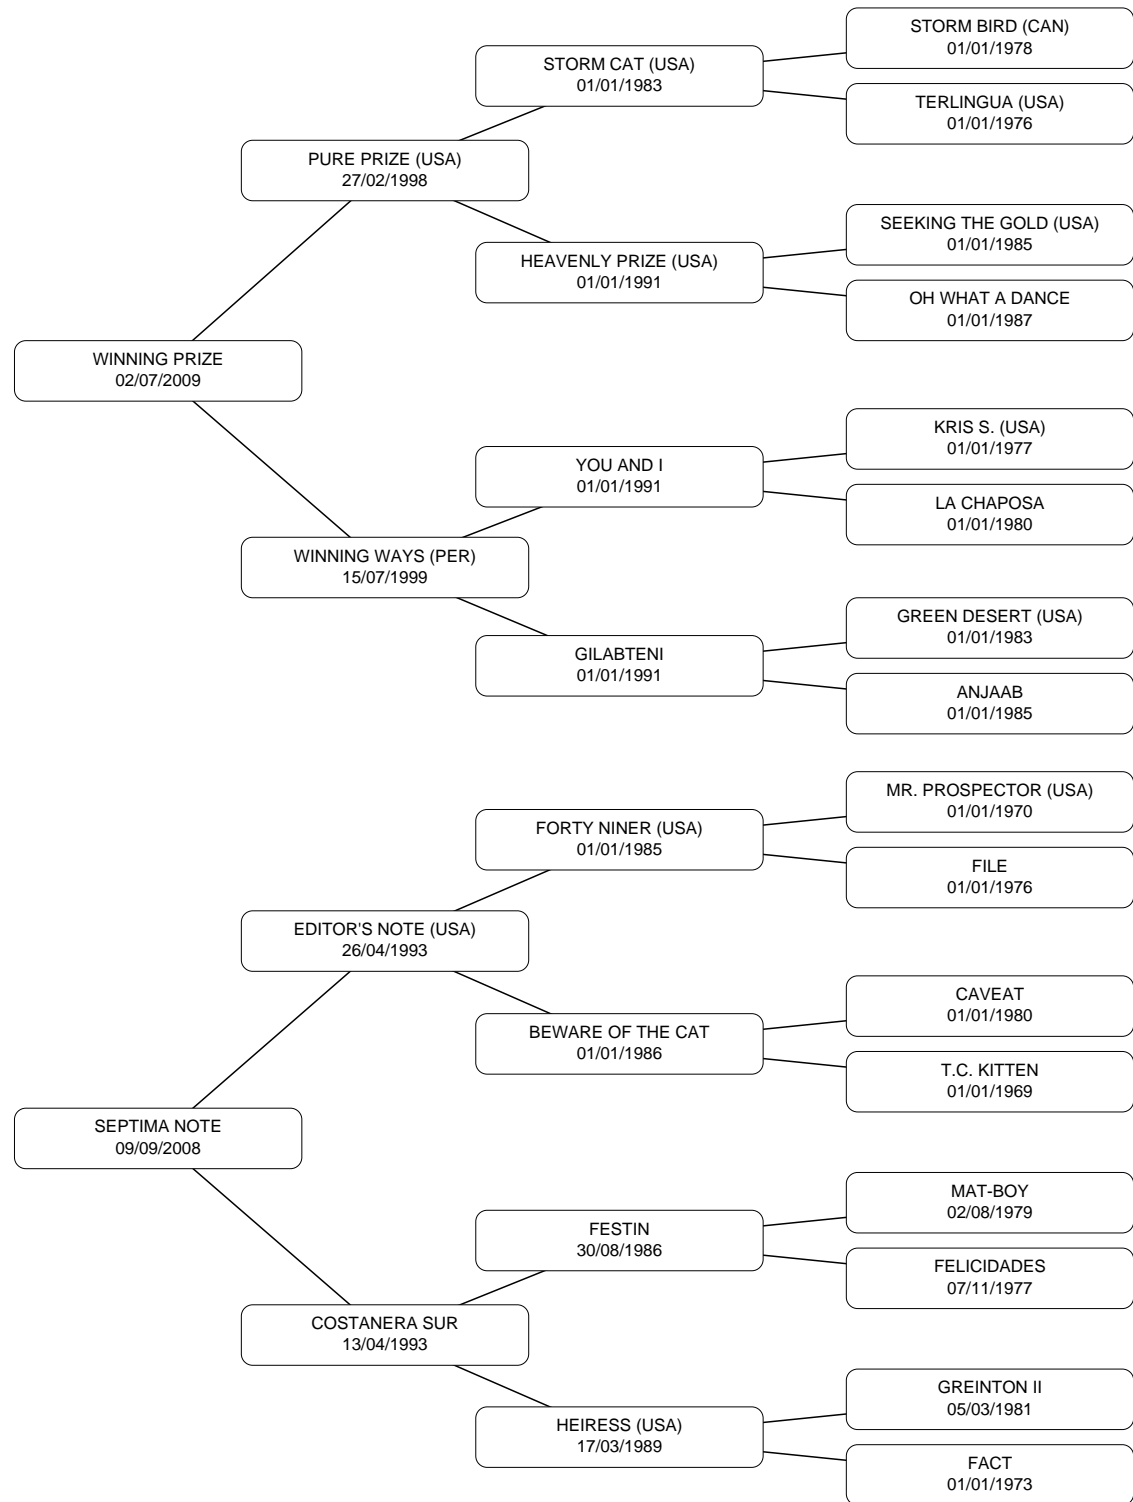 STORM BIRD (CAN)
01/01/1978
STORM CAT (USA)
01/01/1983
TERLINGUA (USA)
01/01/1976
PURE PRIZE (USA)
27/02/1998
SEEKING THE GOLD (USA)
01/01/1985
HEAVENLY PRIZE (USA)
01/01/1991
OH WHAT A DANCE
01/01/1987
WINNING PRIZE
02/07/2009
KRIS S. (USA)
01/01/1977
YOU AND I
01/01/1991
LA CHAPOSA
01/01/1980
WINNING WAYS (PER)
15/07/1999
GREEN DESERT (USA)
01/01/1983
GILABTENI
01/01/1991
ANJAAB
01/01/1985
MR. PROSPECTOR (USA)
01/01/1970
FORTY NINER (USA)
01/01/1985
FILE
01/01/1976
EDITOR'S NOTE (USA)
26/04/1993
CAVEAT
01/01/1980
BEWARE OF THE CAT
01/01/1986
T.C. KITTEN
01/01/1969
SEPTIMA NOTE
09/09/2008
MAT-BOY
02/08/1979
FESTIN
30/08/1986
FELICIDADES
07/11/1977
COSTANERA SUR
13/04/1993
GREINTON II
05/03/1981
HEIRESS (USA)
17/03/1989
FACT
01/01/1973